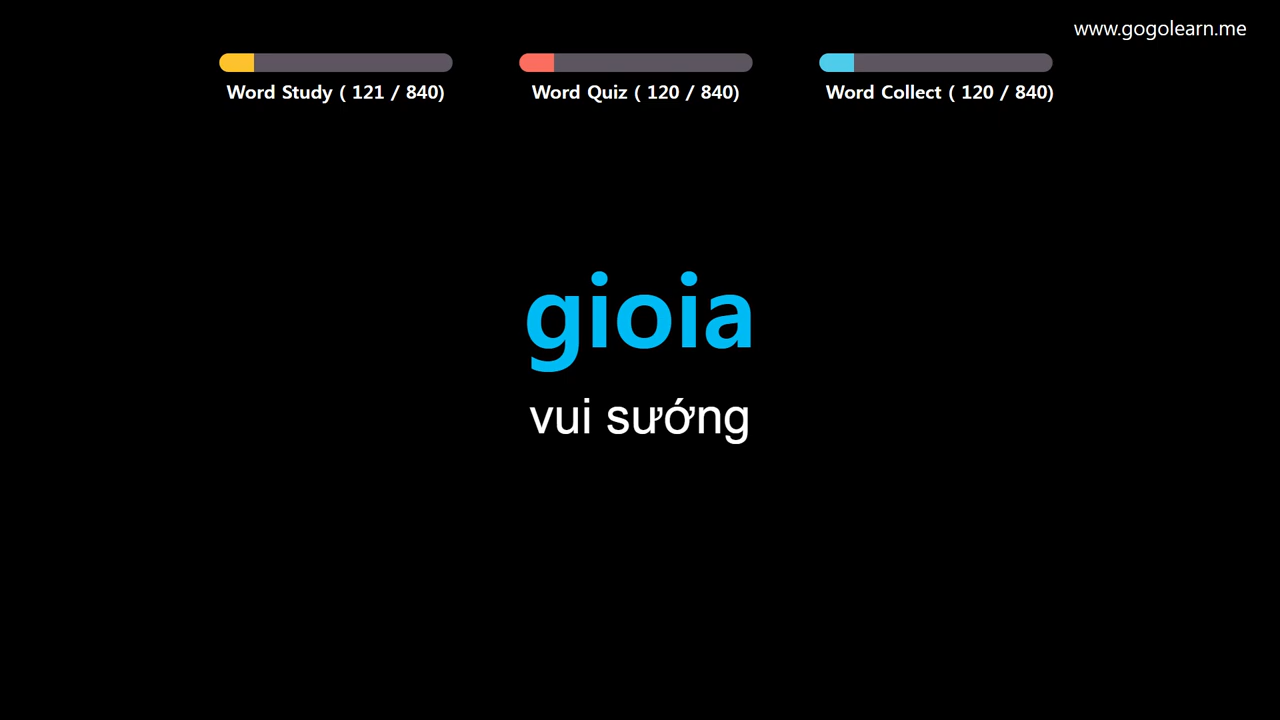 www.gogolearn.me
Word Study ( 121 / 840)
Word Quiz ( 120 / 840)
Word Collect ( 120 / 840)
gioia
vui sướng